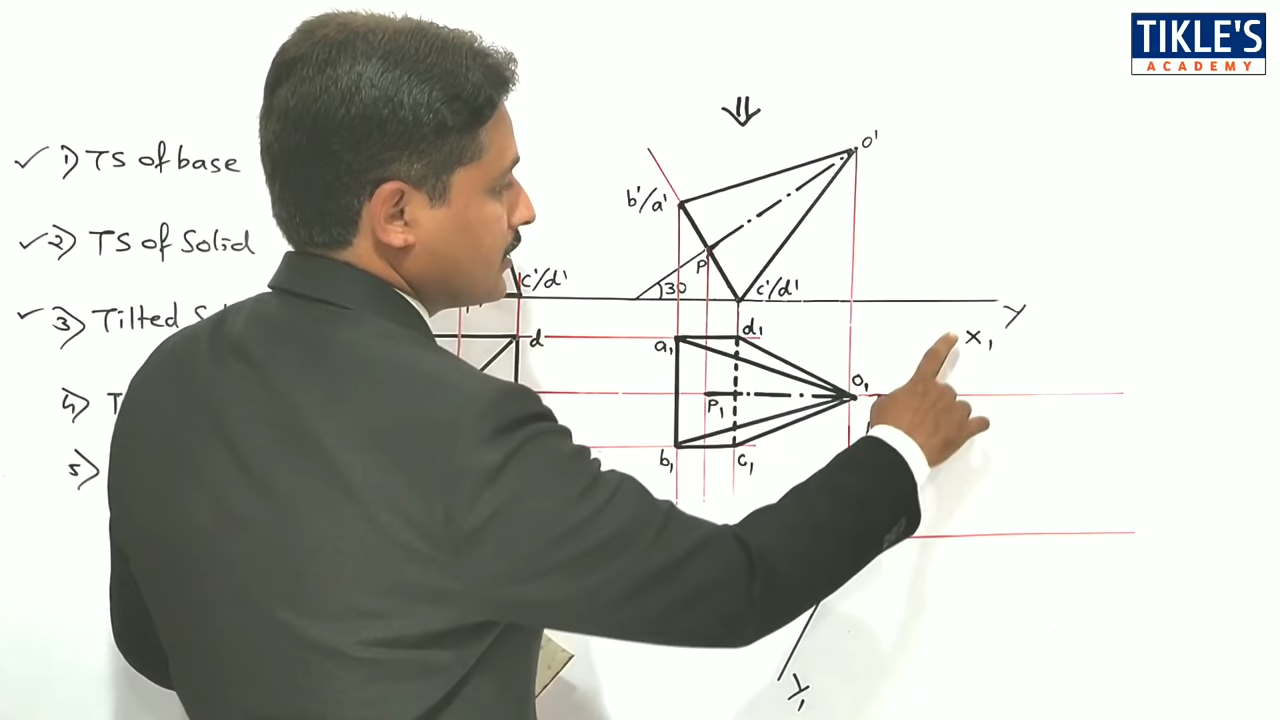 TIKLE'S
ACADEMY
✓ 1) TS of base
✓ 2) TS of Solid
✓ 3) Tilted
4) T
5)
o'
b'/a'
P
30
c'/d'
c'/d'
Y
X₁
d
a₁
d₁
o₁
P₁
b₁
c₁
Y₁